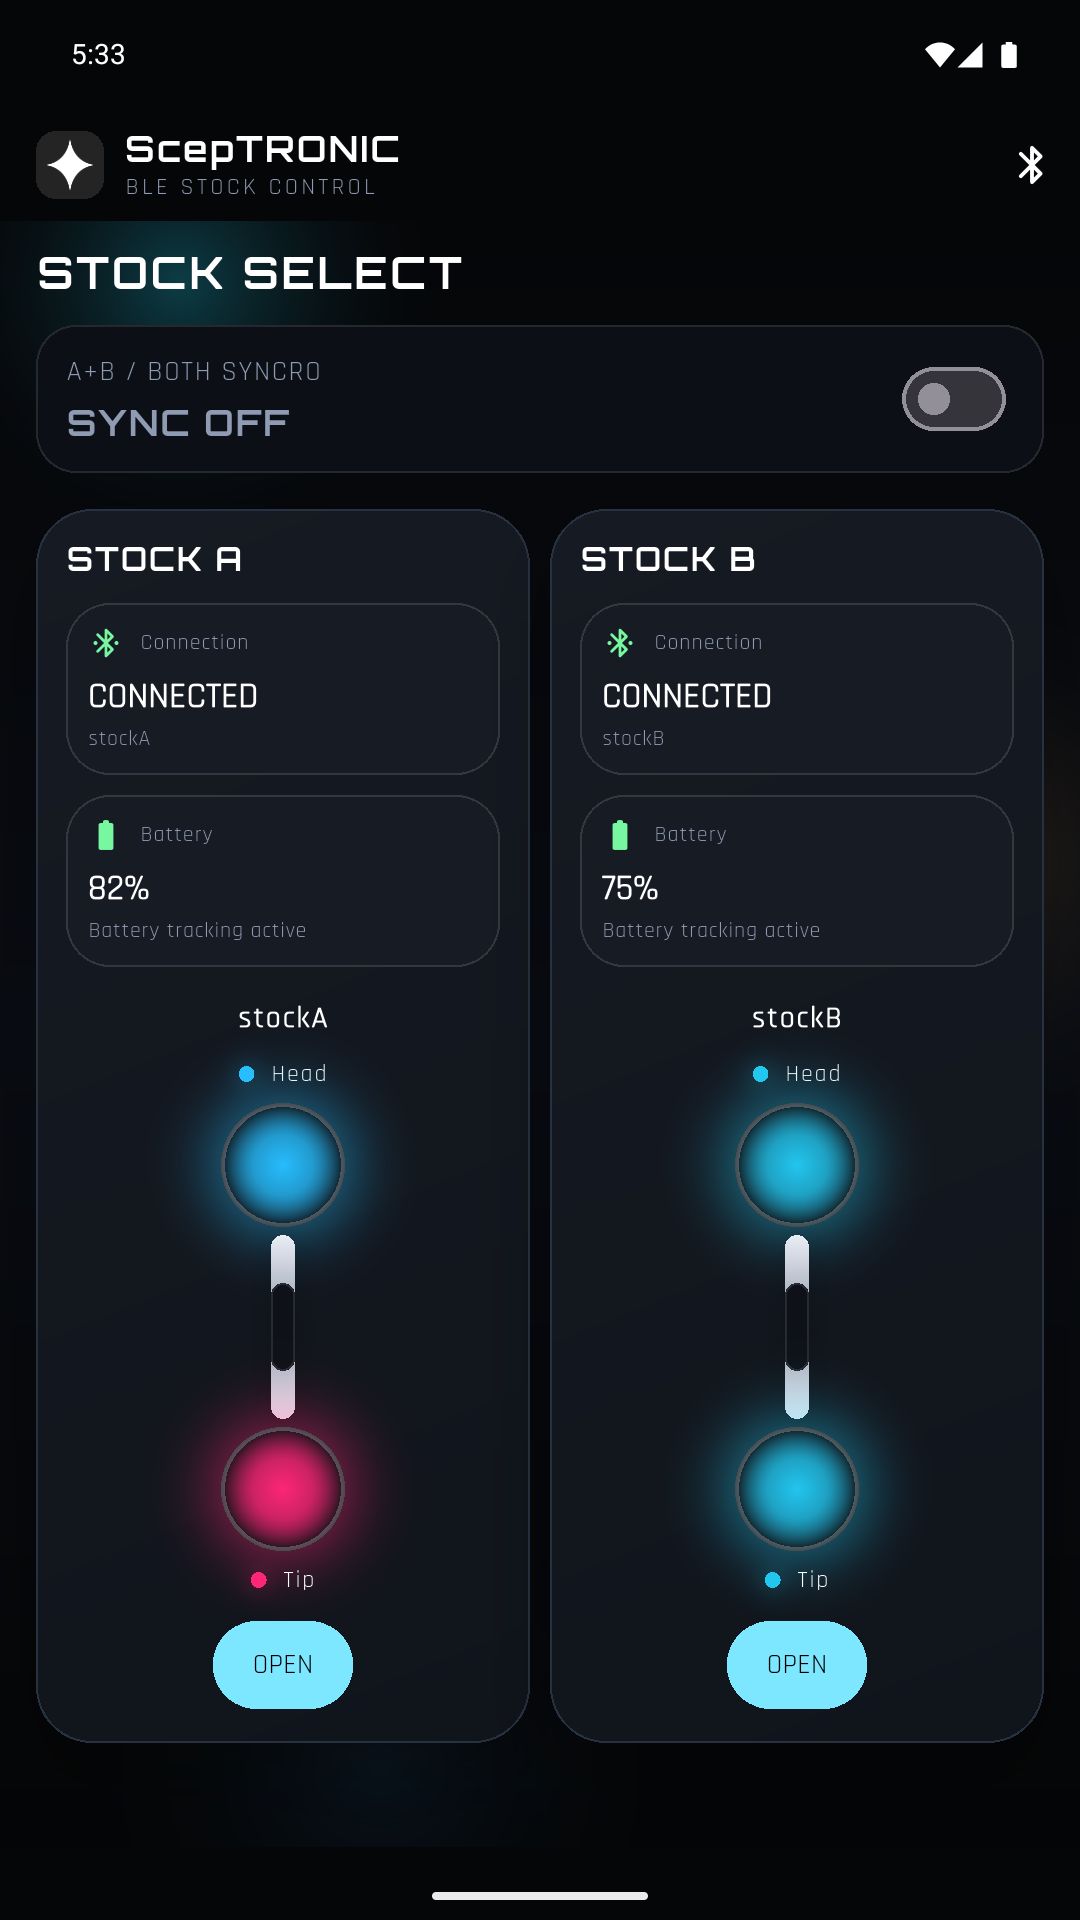 5:33
ScepTRONIC
BLE STOCK CONTROL
STOCK SELECT
A+B / BOTH SYNCRO
SYNC OFF
STOCK A
Connection
CONNECTED
stockA
Battery
82%
Battery tracking active
stockA
Head
Tip
OPEN
STOCK B
Connection
CONNECTED
stockB
Battery
75%
Battery tracking active
stockB
Head
Tip
OPEN